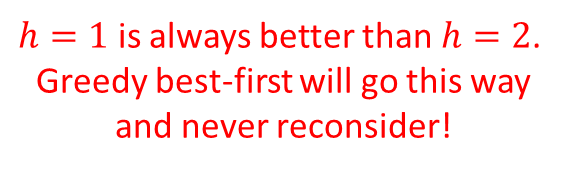 h = 1 is always better than h = 2.
Greedy best-first will go this way
and never reconsider!